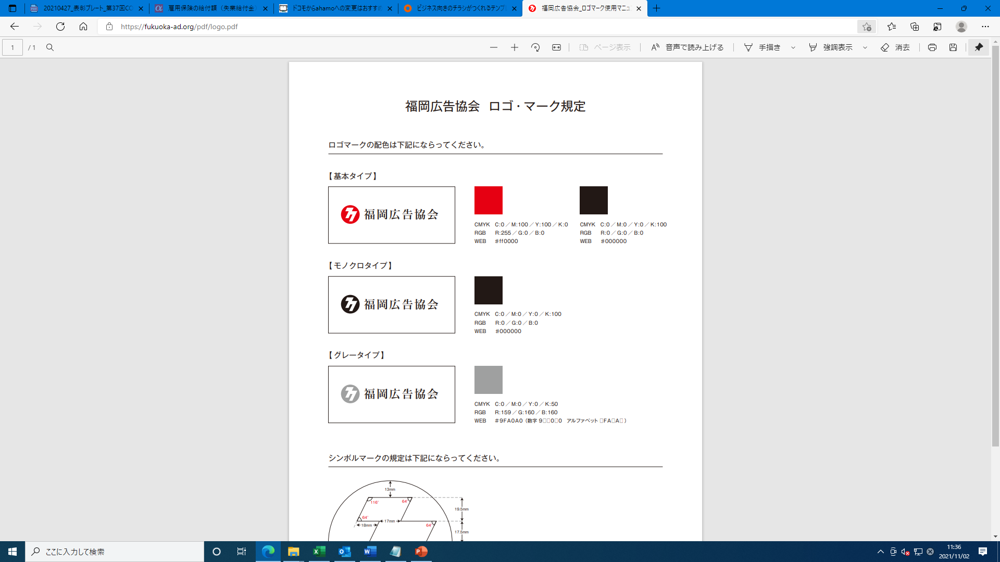 20210427_表彰プレート_第37回CO
雇用保険の給付額（失業給付金）
ドコモからahamoへの変更はおすすめ
ビジネス向きのチラシがつくれるテンプ
福岡広告協会_ロゴマーク使用マニュ
https://fukuoka-ad.org/pdf/logo.pdf
1 / 1
ページ表示
音声で読み上げる
手描き
強調表示
消去
福岡広告協会 ロゴ・マーク規定
ロゴマークの配色は下記にならってください。
【基本タイプ】
福岡広告協会
CMYK C:0／M:100／Y:100／K:0
RGB R:255／G:0／B:0
WEB #ff0000
CMYK C:0／M:0／Y:0／K:100
RGB R:0／G:0／B:0
WEB #000000
【モノクロタイプ】
福岡広告協会
CMYK C:0／M:0／Y:0／K:100
RGB R:0／G:0／B:0
WEB #000000
【グレータイプ】
福岡広告協会
CMYK C:0／M:0／Y:0／K:50
RGB R:159／G:160／B:160
WEB #9FA0A0（数字 9□□0□0 アルファベット □FA□A□）
シンボルマークの規定は下記にならってください。
13mm
116°
64°
19.5mm
64°
17mm
18mm
64°
17.5mm
ここに入力して検索
11:36
2021/11/02